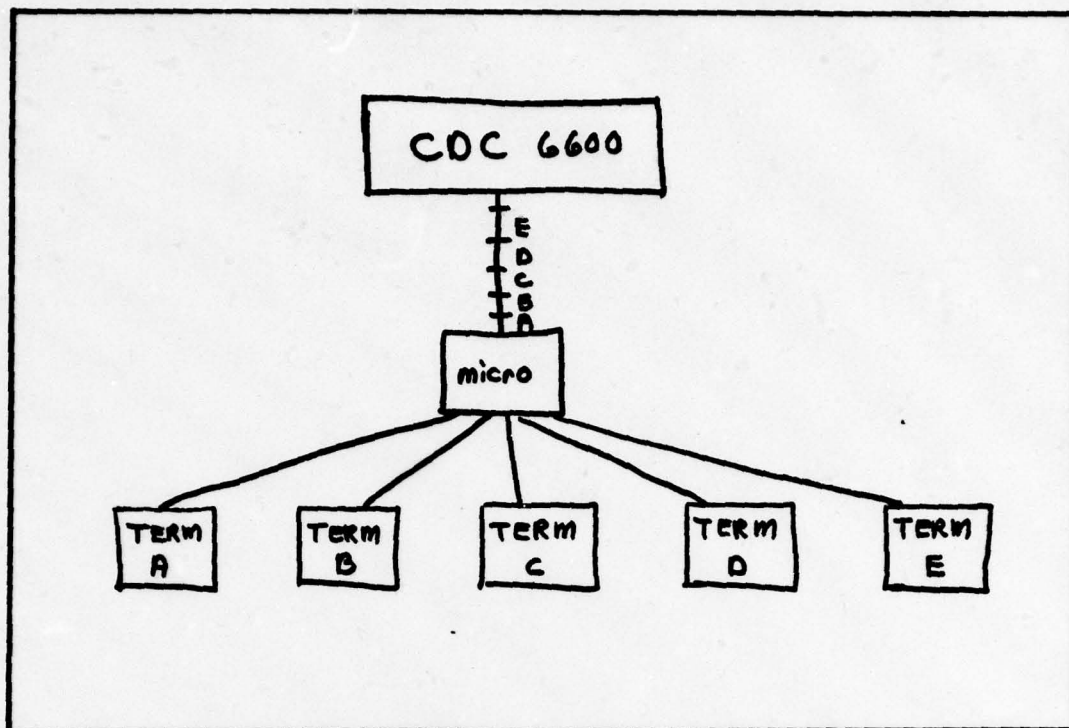 CDC 6600
E
D
C
B
A
micro
TERM A
TERM B
TERM C
TERM D
TERM E